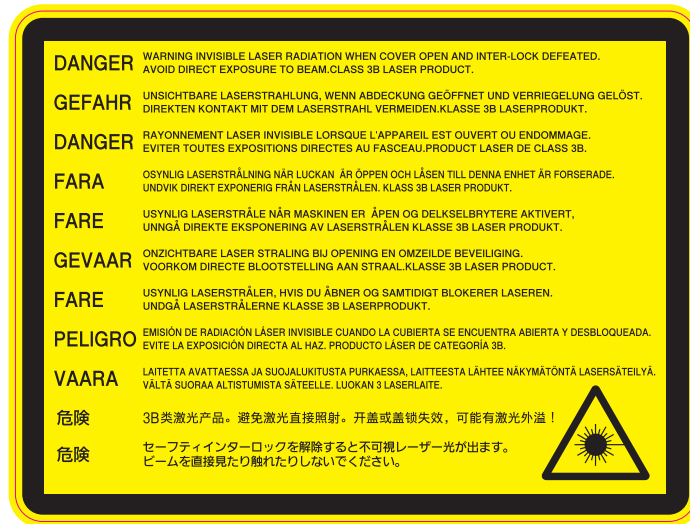 DANGER WARNING INVISIBLE LASER RADIATION WHEN COVER OPEN AND INTER-LOCK DEFEATED.
AVOID DIRECT EXPOSURE TO BEAM.CLASS 3B LASER PRODUCT.
GEFAHR UNSICHTBARE LASERSTRAHLUNG, WENN ABDECKUNG GEÖFFNET UND VERRIEGELUNG GELÖST.
DIREKTEN KONTAKT MIT DEM LASERSTRAHL VERMEIDEN.KLASSE 3B LASERPRODUKT.
DANGER RAYONNEMENT LASER INVISIBLE LORSQUE L'APPAREIL EST OUVERT OU ENDOMMAGE.
EVITER TOUTES EXPOSITIONS DIRECTES AU FASCEAU.PRODUCT LASER DE CLASS 3B.
FARA OSYNLIG LASERSTRÅLNING NÄR LUCKAN ÄR ÖPPEN OCH LÅSEN TILL DENNA ENHET ÄR FORSERADE.
UNDVIK DIREKT EXPONERIG FRÅN LASERSTRÅLEN. KLASS 3B LASER PRODUKT.
FARE USYNLIG LASERSTRÅLE NÅR MASKINEN ER ÅPEN OG DELKSELBRYTERE AKTIVERT,
UNNGÅ DIREKTE EKSPONERING AV LASERSTRÅLEN KLASSE 3B LASER PRODUKT.
GEVAAR ONZICHTBARE LASER STRALING BIJ OPENING EN OMZEILDE BEVEILIGING.
VOORKOM DIRECTE BLOOTSTELLING AAN STRAAL.KLASSE 3B LASER PRODUCT.
FARE USYNLIG LASERSTRÅLER, HVIS DU ÅBNER OG SAMTIDIGT BLOKERER LASEREN.
UNDGÅ LASERSTRÅLERNE KLASSE 3B LASERPRODUKT.
PELIGRO EMISIÓN DE RADIACIÓN LÁSER INVISIBLE CUANDO LA CUBIERTA SE ENCUENTRA ABIERTA Y DESBLOQUEADA.
EVITE LA EXPOSICIÓN DIRECTA AL HAZ. PRODUCTO LÁSER DE CATEGORÍA 3B.
VAARA LAITETTA AVATTAESSA JA SUOJALUKITUSTA PURKAESSA, LAITTEESTA LÄHTEE NÄKYMÄTÖNTÄ LASERSÄTEILYÄ.
VÄLTÄ SUORAA ALTISTUMISTA SÄTEELLE. LUOKAN 3 LASERLAITE.
危険 3B类激光产品。避免激光直接照射。开盖或盖锁失效，可能有激光外溢！
危険 セーフティインターロックを解除すると不可視レーザー光が出ます。
ビームを直接見たり触れたりしないでください。